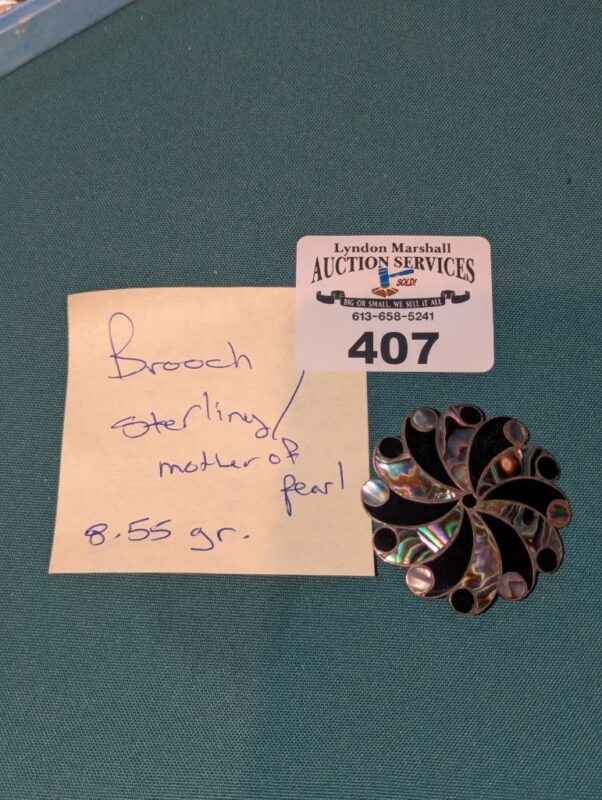 Lyndon Marshall
AUCTION SERVICES
SOLD!
BIG OR SMALL, WE SELL IT ALL
613-658-5241
407
Brooch
Sterling/
mother of
pearl
8.55 gr.